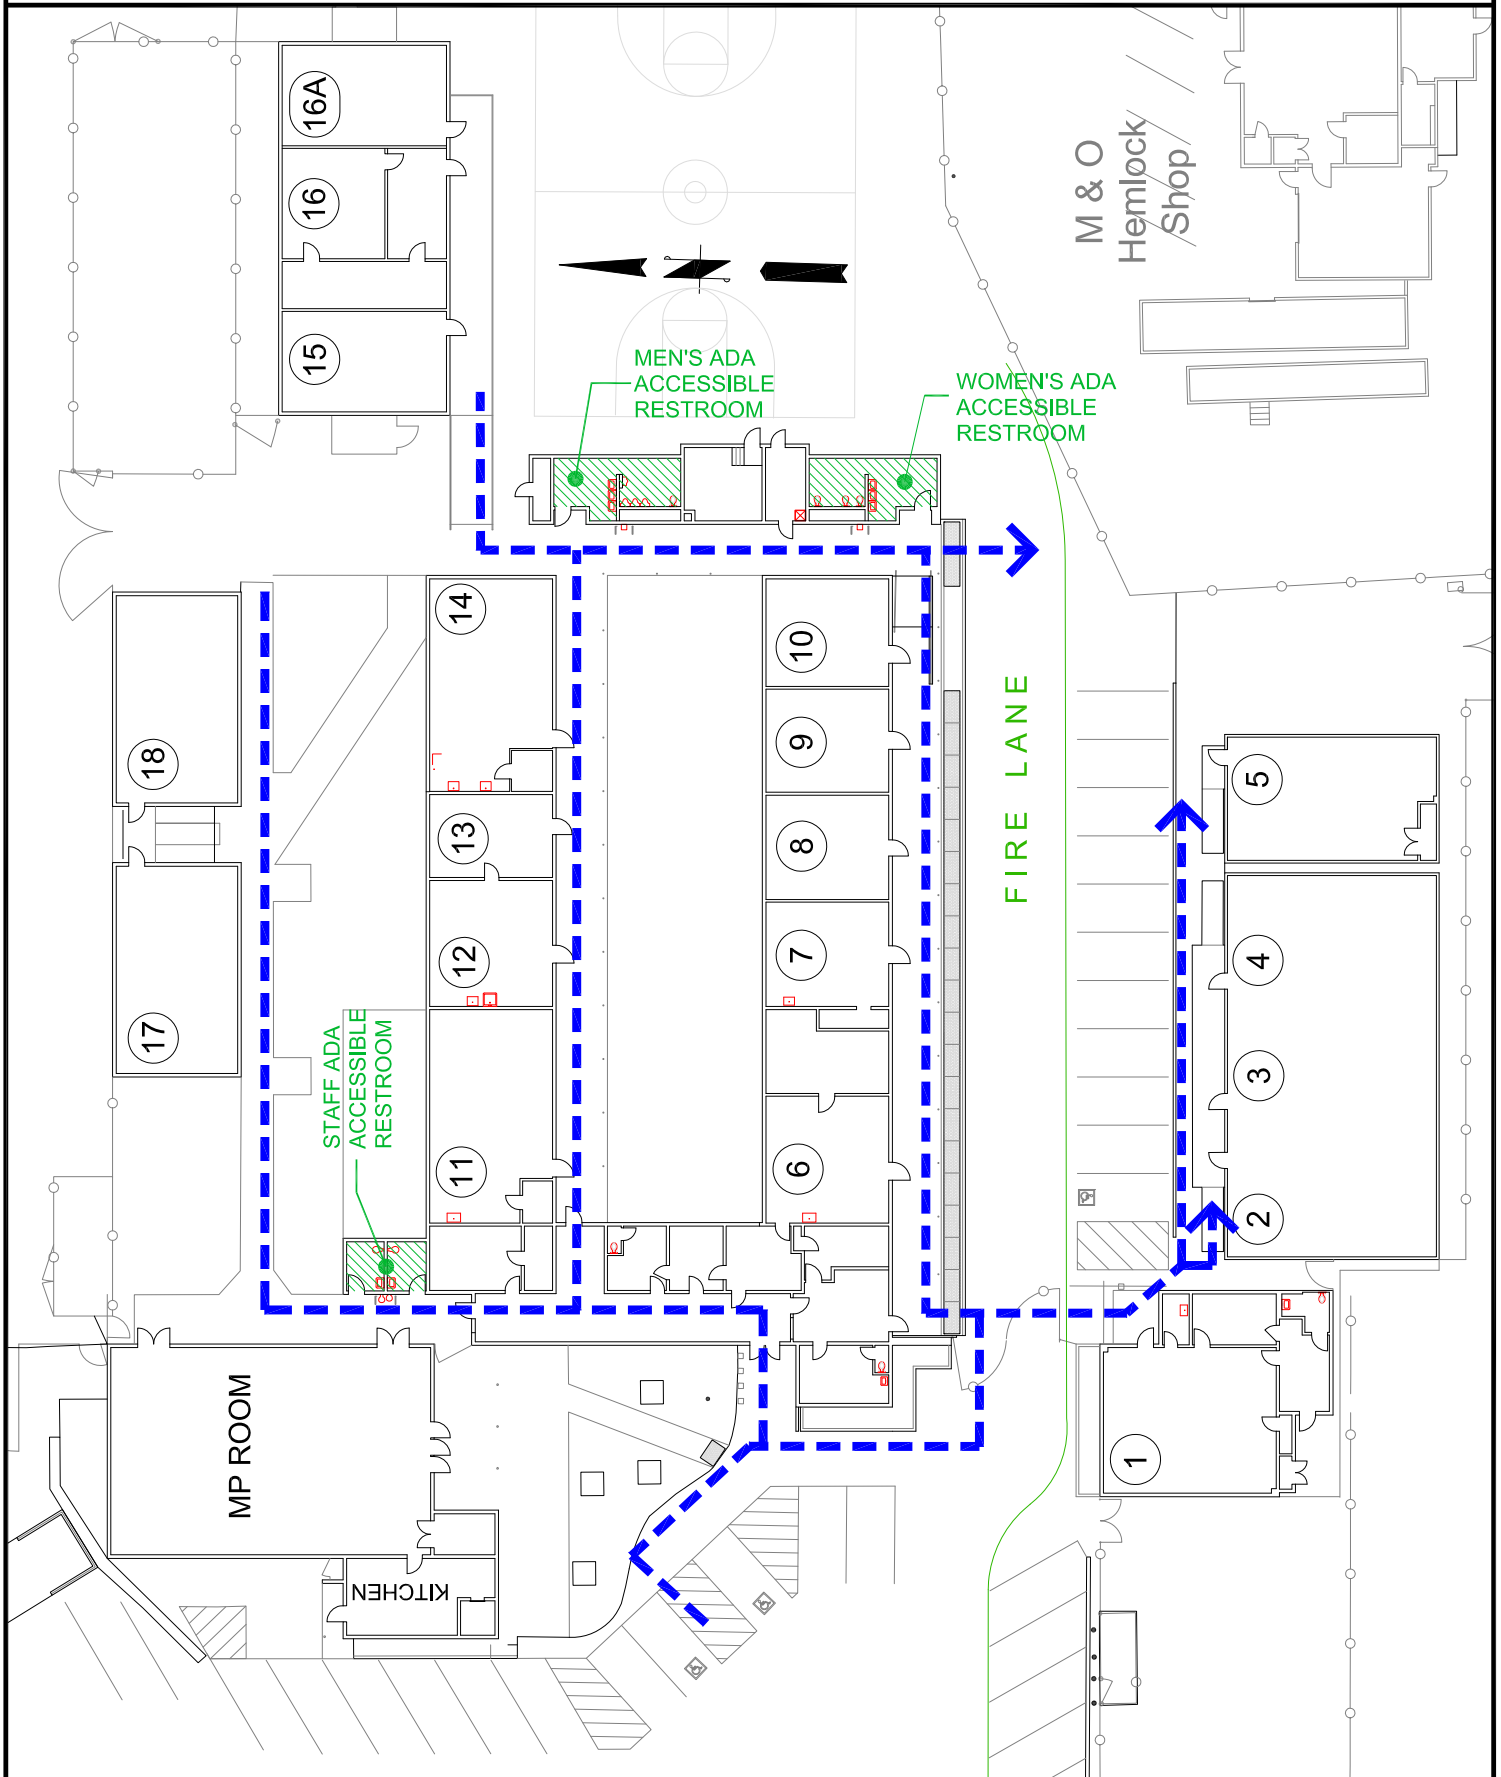 16A
16
15
M & O
Hemlock
Shop
N
MEN'S ADA
ACCESSIBLE
RESTROOM
WOMEN'S ADA
ACCESSIBLE
RESTROOM
14
13
12
11
10
9
8
7
6
18
17
FIRE LANE
5
4
3
2
1
STAFF ADA
ACCESSIBLE
RESTROOM
MP ROOM
KITCHEN